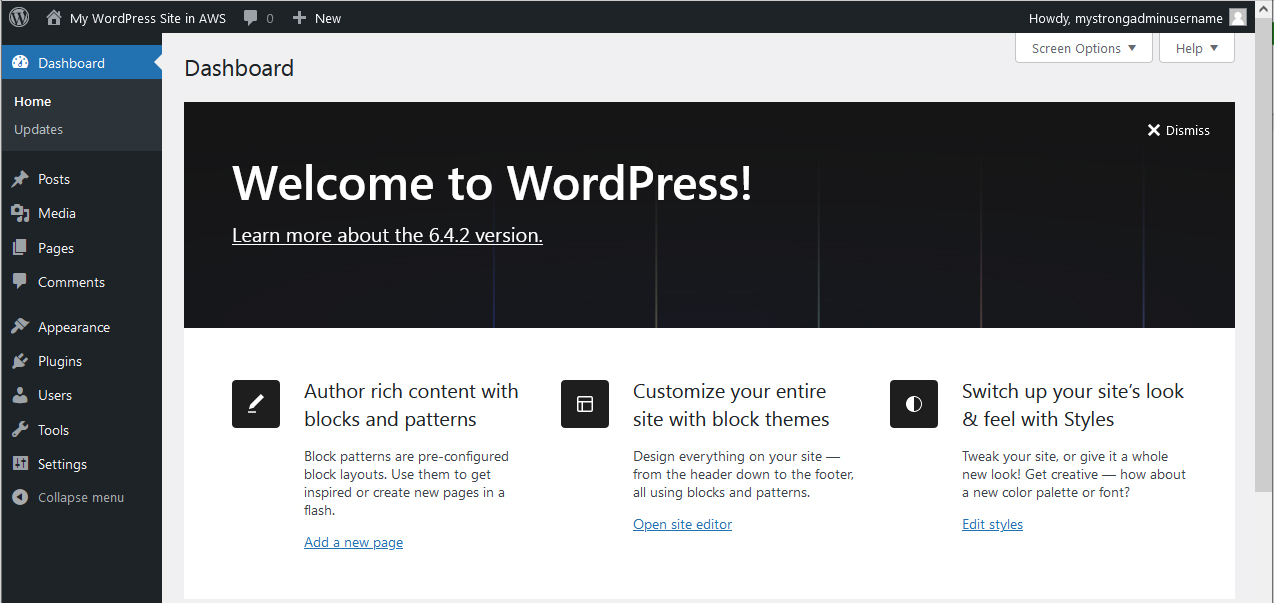 My WordPress Site in AWS 0 New Howdy, mystrongadminusername
Screen Options Help
Dashboard
Home
Updates
Posts
Media
Pages
Comments
Appearance
Plugins
Users
Tools
Settings
Collapse menu
Dashboard
Dismiss
Welcome to WordPress!
Learn more about the 6.4.2 version.
Author rich content with
blocks and patterns
Block patterns are pre-configured
block layouts. Use them to get
inspired or create new pages in a
flash.
Add a new page
Customize your entire
site with block themes
Design everything on your site —
from the header down to the footer,
all using blocks and patterns.
Open site editor
Switch up your site’s look
& feel with Styles
Tweak your site, or give it a whole
new look! Get creative — how about
a new color palette or font?
Edit styles